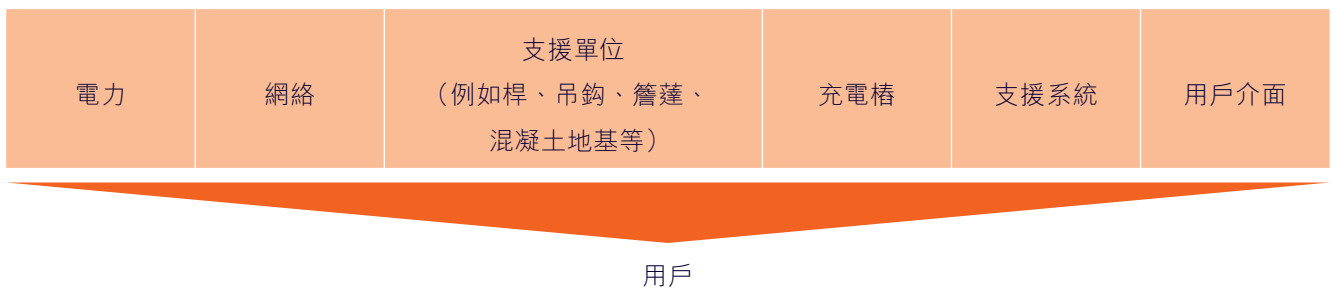 電力
網絡
支援單位
（例如桿、吊鈎、簷蓬、
混凝土地基等）
充電樁
支援系統
用戶介面
用戶